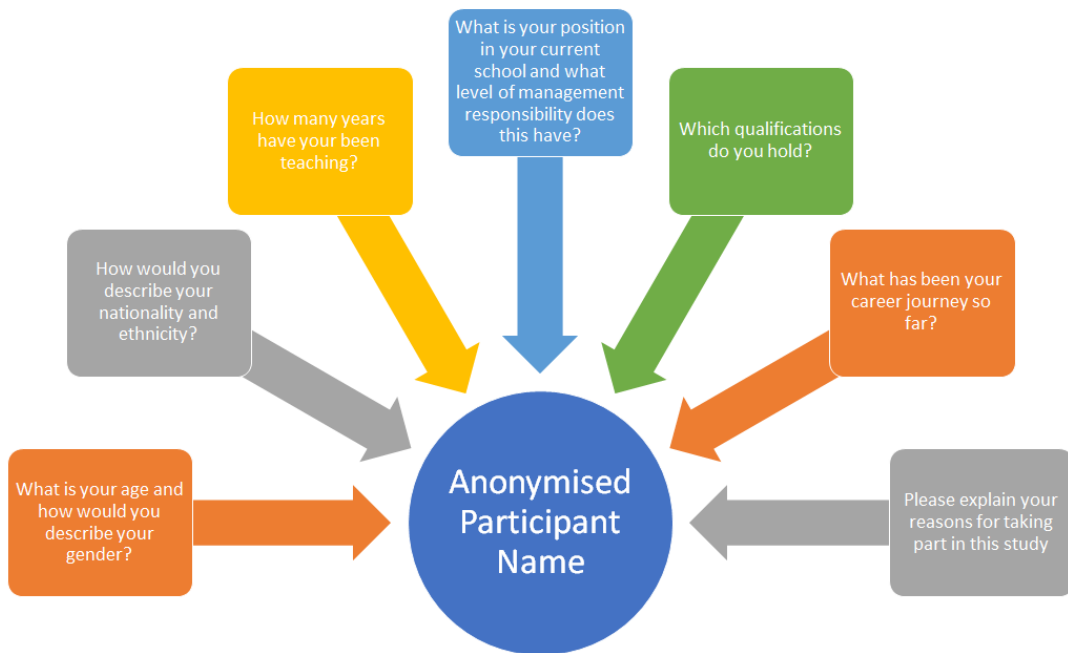 What is your age and
how would you
describe your
gender?
How would you
describe your
nationality and
ethnicity?
How many years
have your been
teaching?
What is your position
in your current
school and what
level of management
responsibility does
this have?
Which qualifications
do you hold?
What has been your
career journey so
far?
Please explain your
reasons for taking
part in this study
Anonymised
Participant
Name